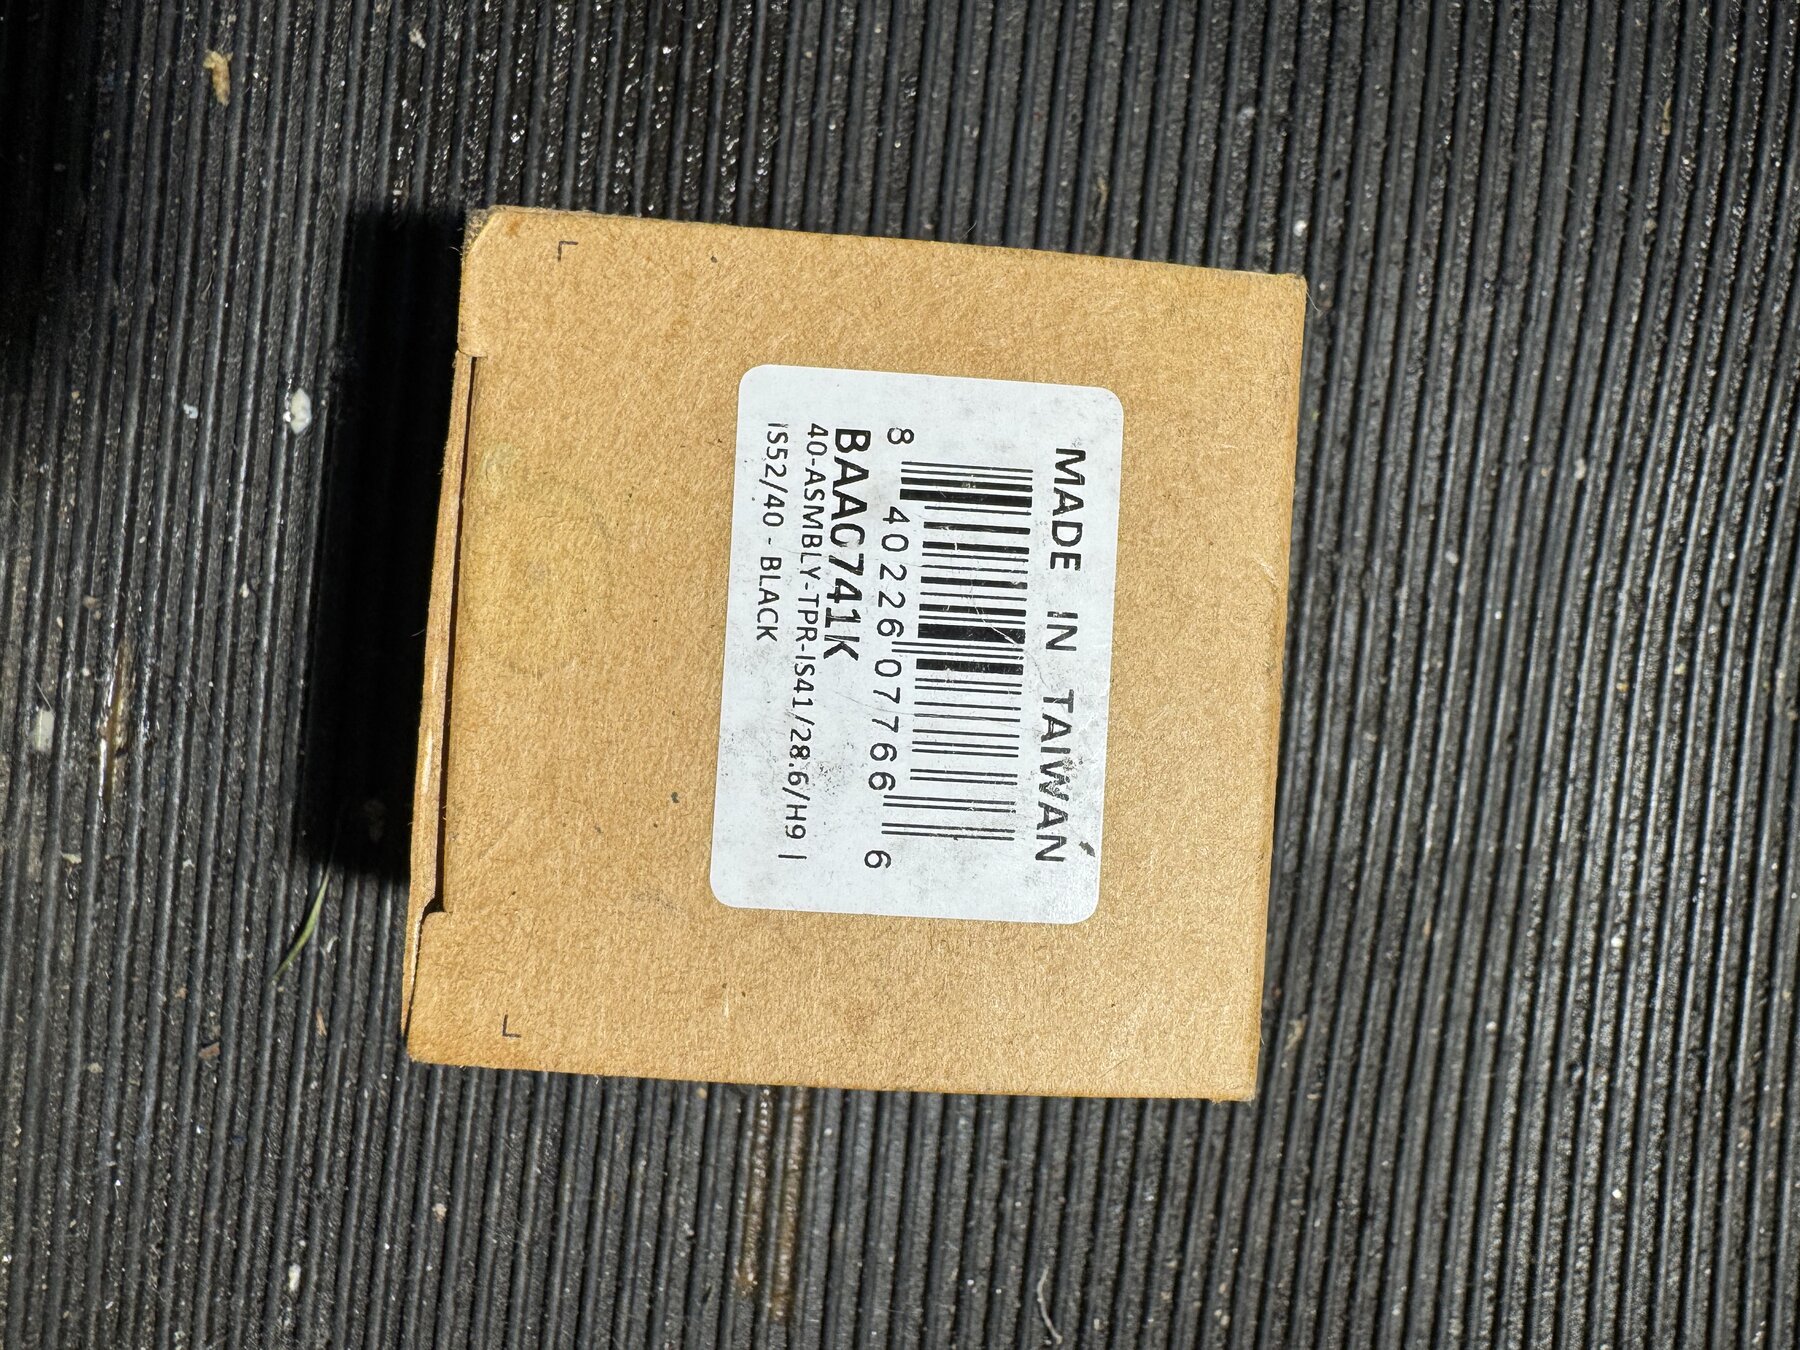 MADE IN TAIWAN
8 40226 07766 6
BAAC741K
40-ASMBLY-TPR-IS41/28.6/H9 |
IS52/40 - BLACK